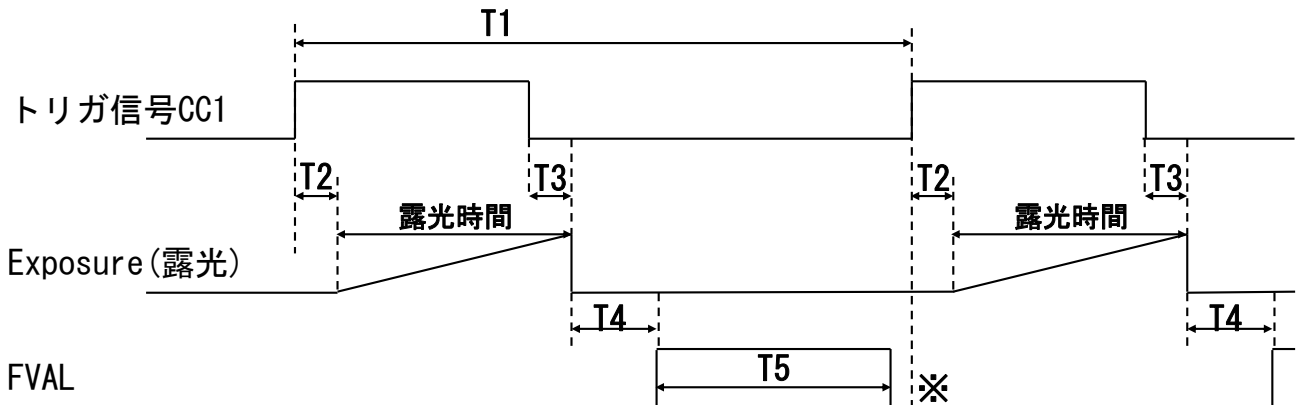 T1
トリガ信号CC1
T2 T3 T2 T3
露光時間 露光時間
Exposure(露光)
T4 T4
FVAL T5 ※